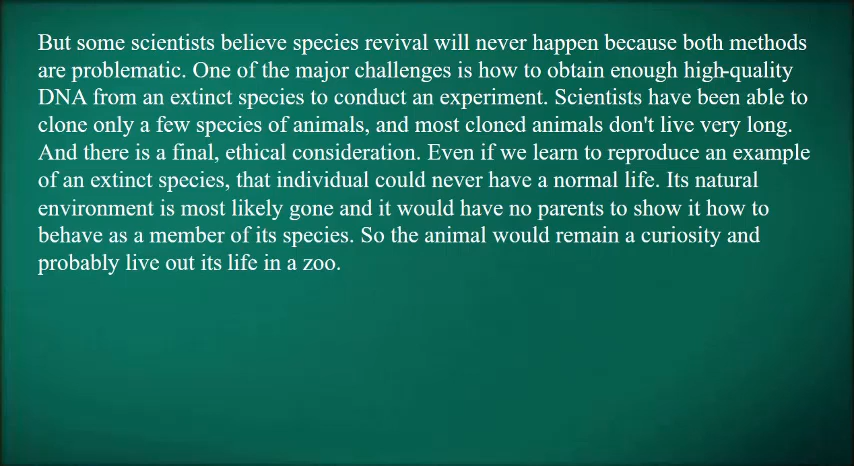 But some scientists believe species revival will never happen because both methods
are problematic. One of the major challenges is how to obtain enough high-quality
DNA from an extinct species to conduct an experiment. Scientists have been able to
clone only a few species of animals, and most cloned animals don't live very long.
And there is a final, ethical consideration. Even if we learn to reproduce an example
of an extinct species, that individual could never have a normal life. Its natural
environment is most likely gone and it would have no parents to show it how to
behave as a member of its species. So the animal would remain a curiosity and
probably live out its life in a zoo.